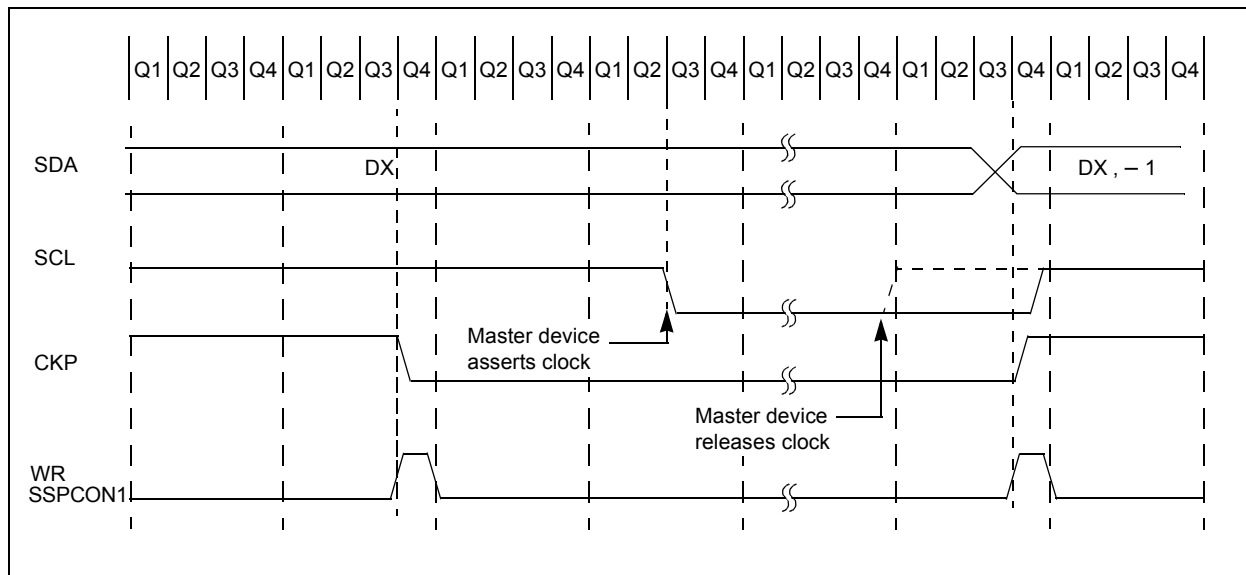 Q1 Q2 Q3 Q4 Q1 Q2 Q3 Q4 Q1 Q2 Q3 Q4 Q1 Q2 Q3 Q4 Q1 Q2 Q3 Q4 Q1 Q2 Q3 Q4 Q1 Q2 Q3 Q4
SDA
DX
DX , – 1
SCL
Master device
asserts clock
CKP
Master device
releases clock
WR
SSPCON1